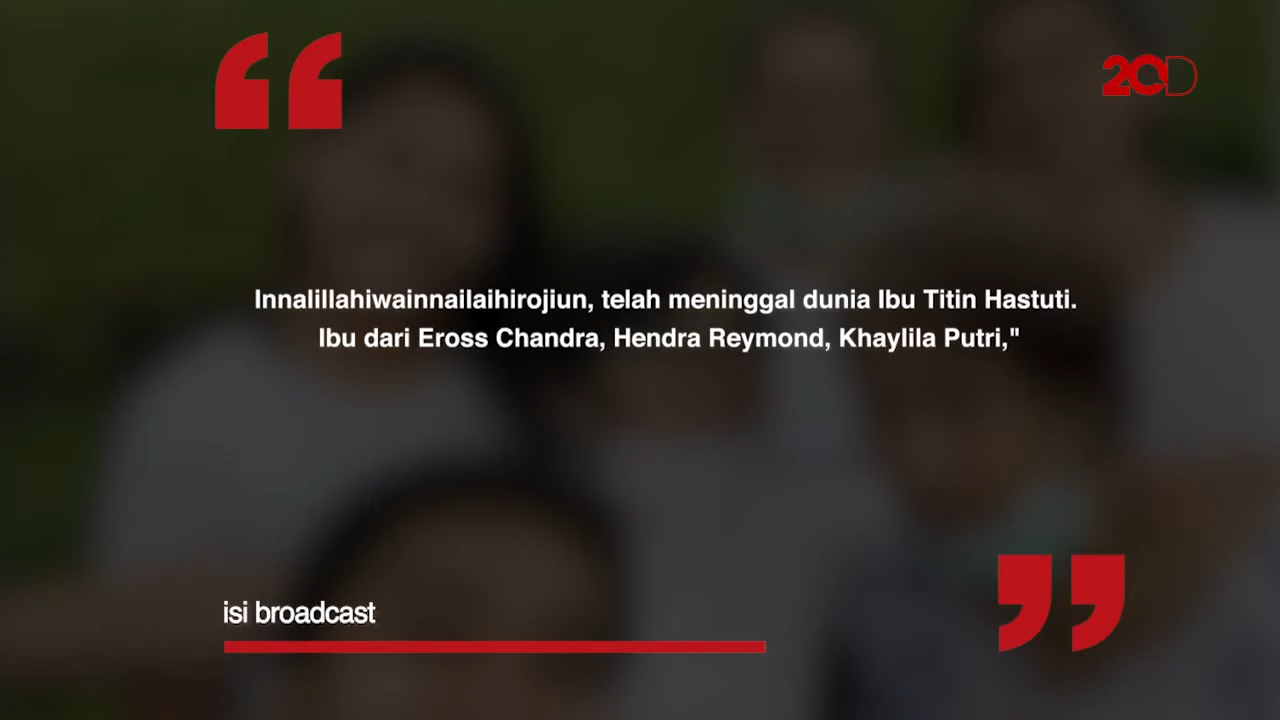 20D
Innalillahiwainnailaihirojiun, telah meninggal dunia Ibu Titin Hastuti.
Ibu dari Eross Chandra, Hendra Reymond, Khaylila Putri,"
isi broadcast